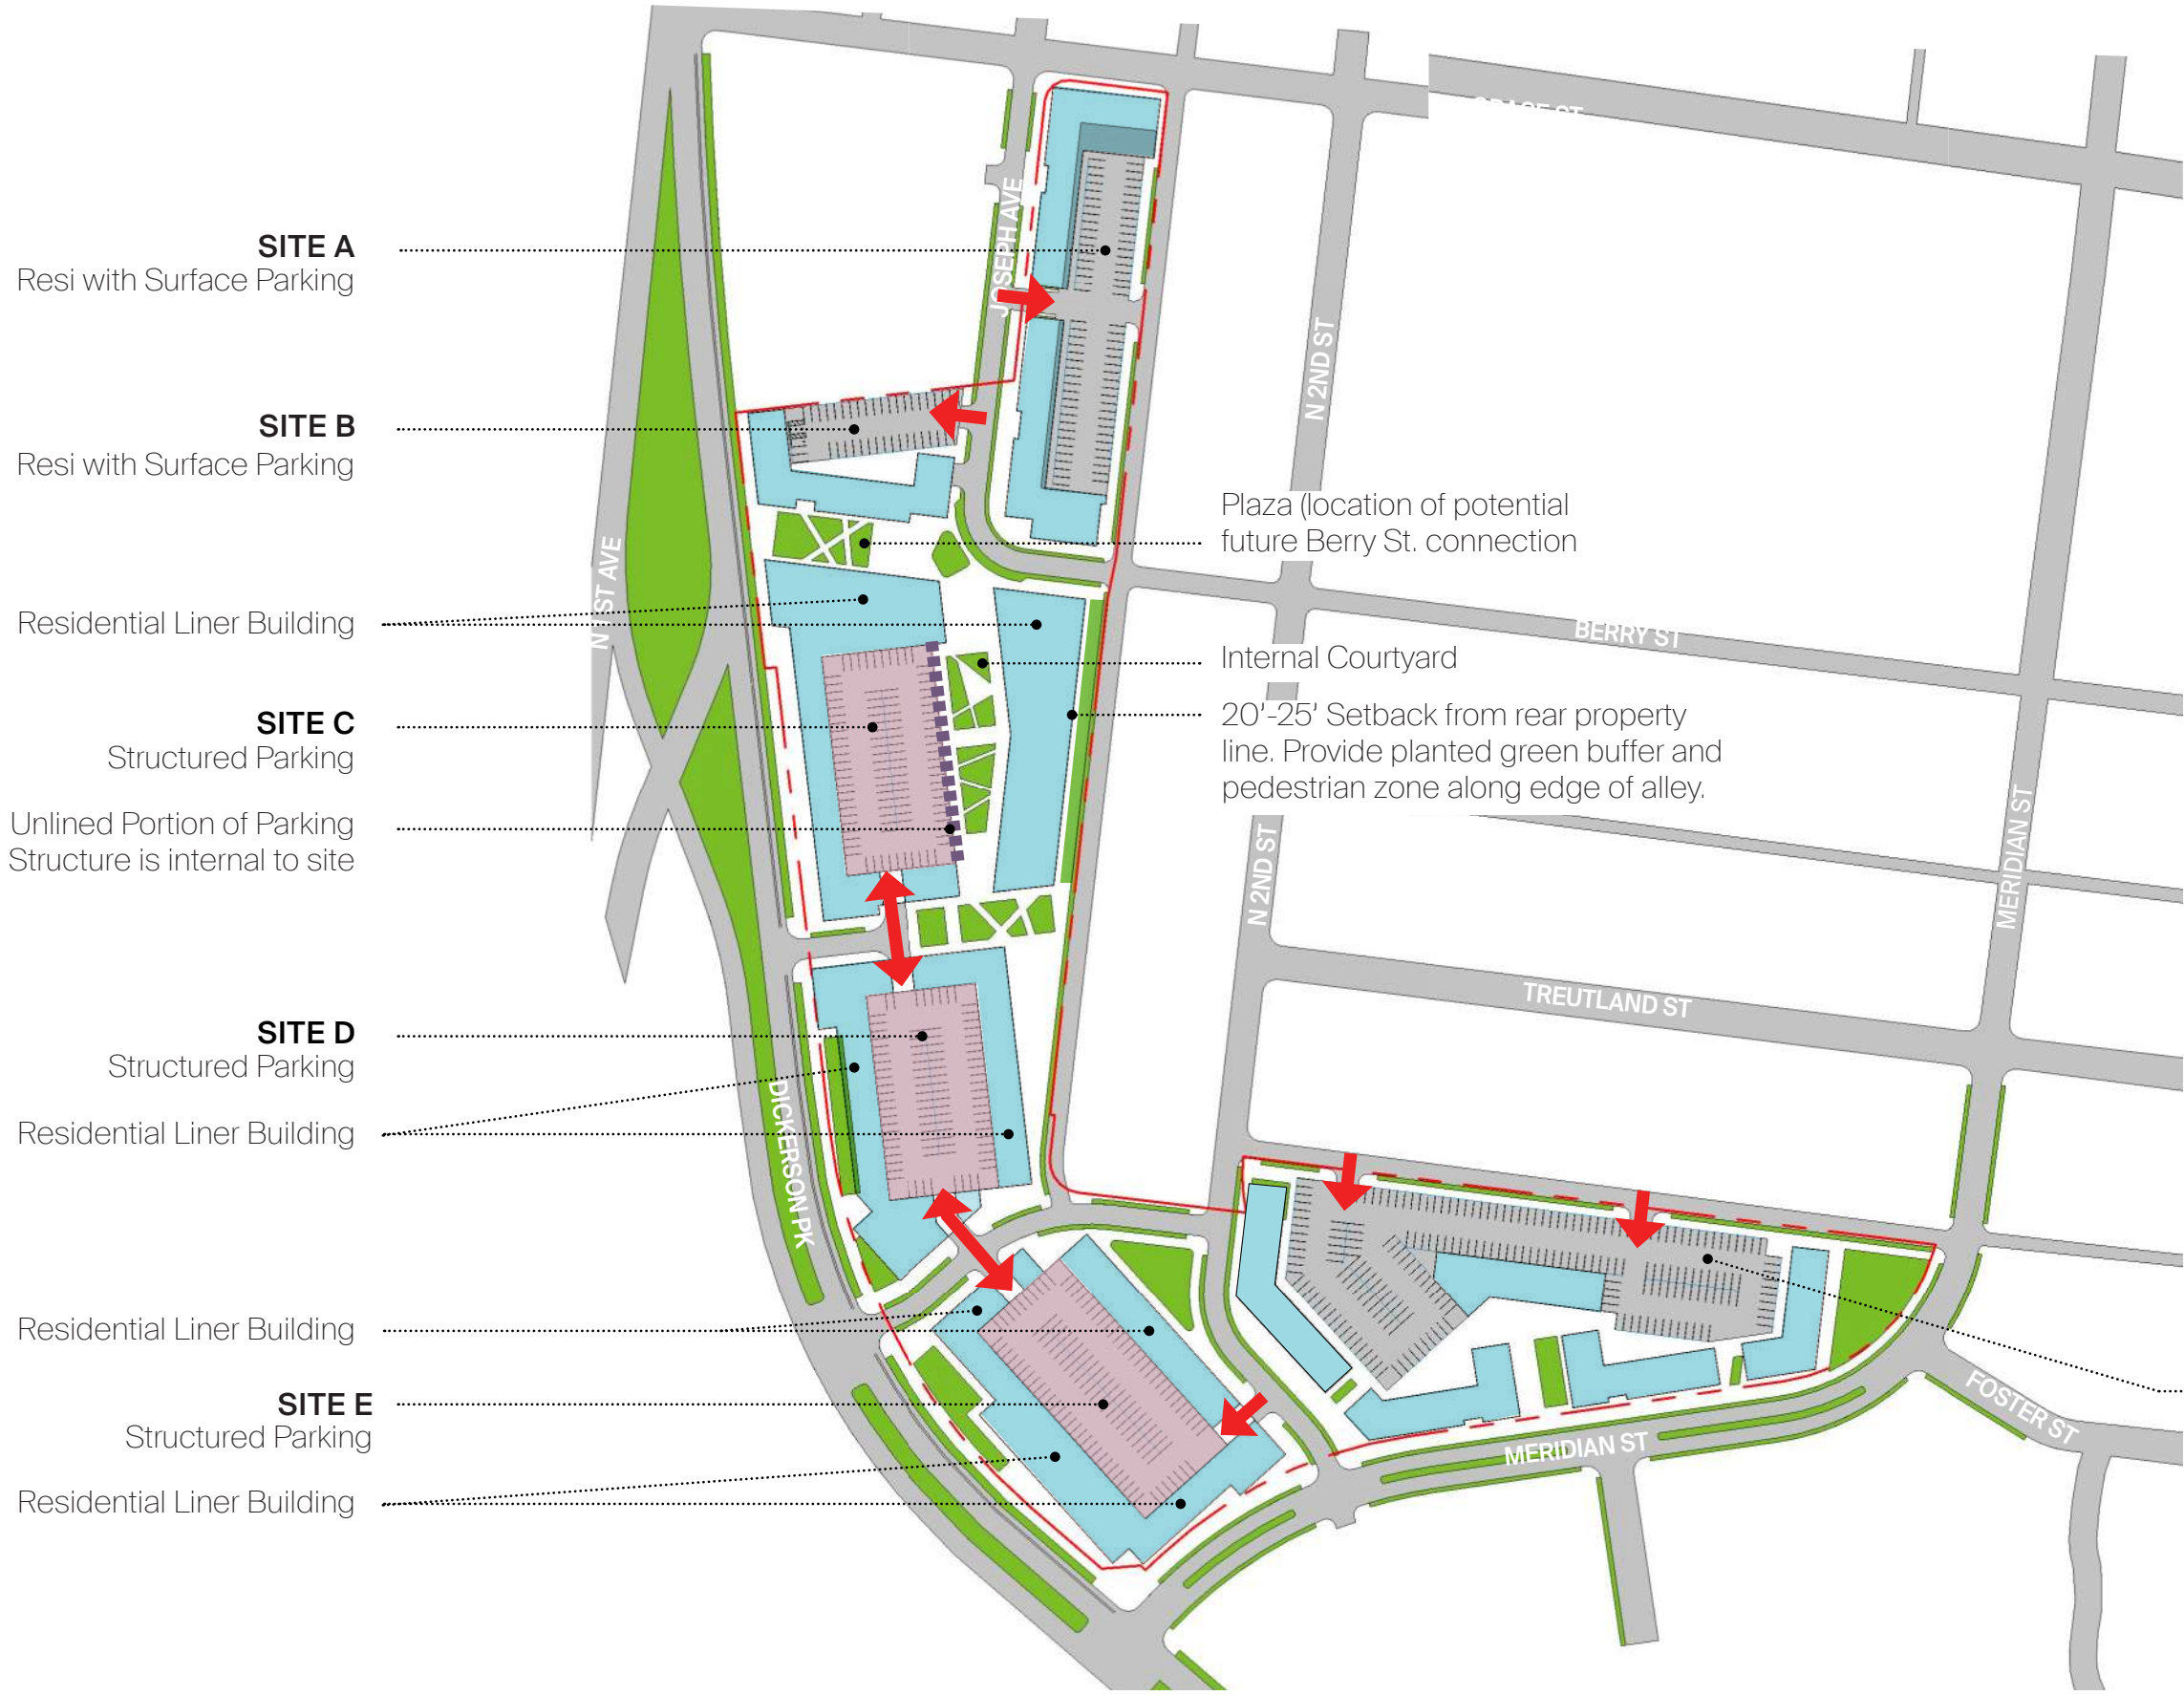 SITE A
Resi with Surface Parking
SITE B
Resi with Surface Parking
Residential Liner Building
SITE C
Structured Parking
Unlined Portion of Parking
Structure is internal to site
SITE D
Structured Parking
Residential Liner Building
Residential Liner Building
SITE E
Structured Parking
Residential Liner Building
Plaza (location of potential
future Berry St. connection
Internal Courtyard
20'-25' Setback from rear property
line. Provide planted green buffer and
pedestrian zone along edge of alley.
JOSEPH AVE
N 2ND ST
N 1ST AVE
BERRY ST
N 2ND ST
MERIDIAN ST
TREUTLAND ST
DICKERSON PK
MERIDIAN ST
FOSTER ST